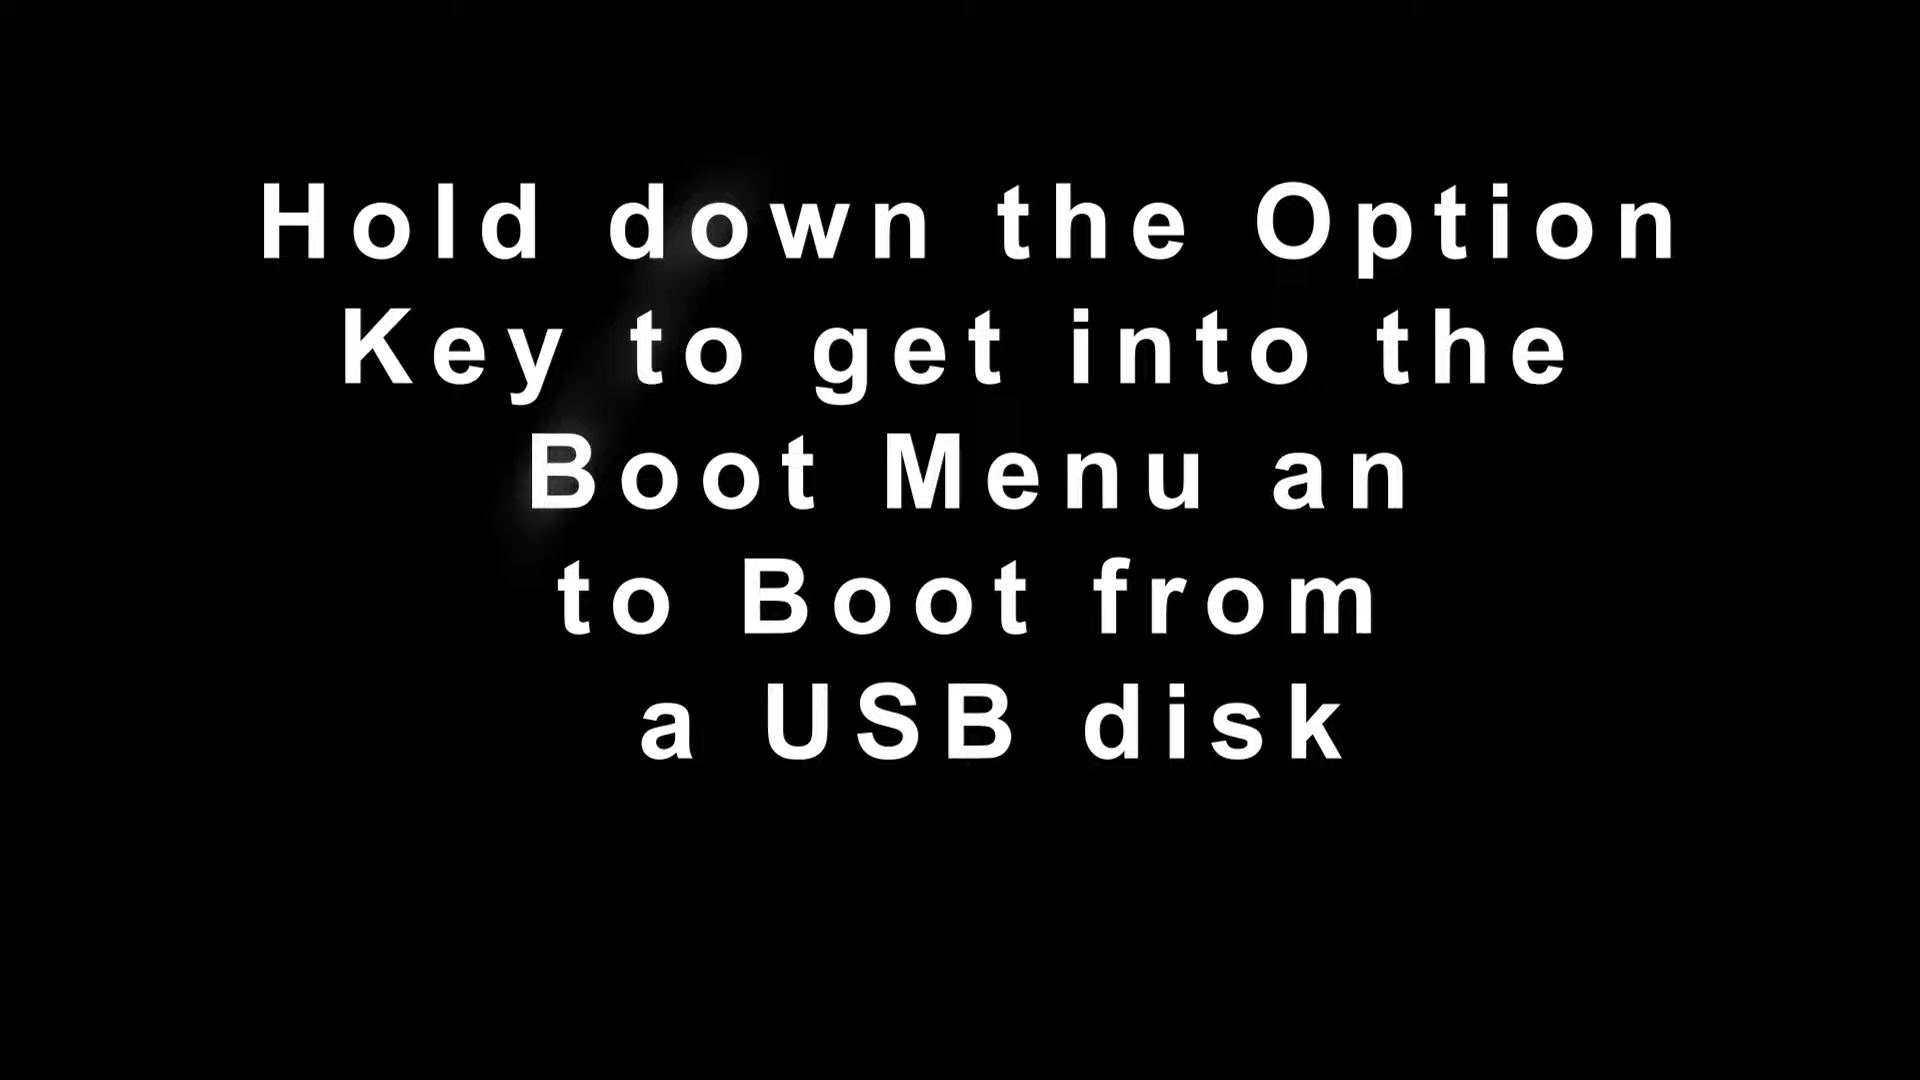 Hold down the Option
Key to get into the
Boot Menu an
to Boot from
a USB disk